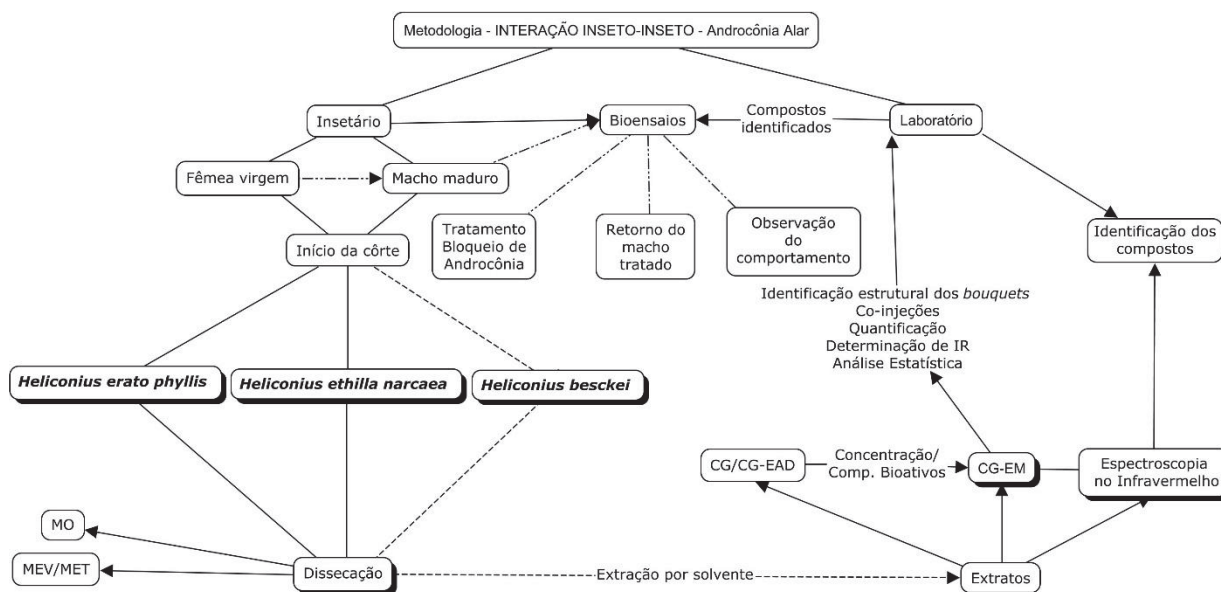 Metodologia - INTERAÇÃO INSETO-INSETO - Androcônia Alar
Insetário
Bioensaios
Compostos
identificados
Laboratório
Fêmea virgem
Macho maduro
Tratamento
Bloqueio de
Androcônia
Retorno do
macho
tratado
Observação
do
comportamento
Identificação dos
compostos
Início da côrte
Identificação estrutural dos bouquets
Co-injeções
Quantificação
Determinação de IR
Análise Estatística
Heliconius erato phyllis
Heliconius ethilla narcaea
Heliconius besckei
CG/CG-EAD
Concentração/
Comp. Bioativos
CG-EM
Espectroscopia
no Infravermelho
MO
MEV/MET
Dissecação
Extração por solvente
Extratos